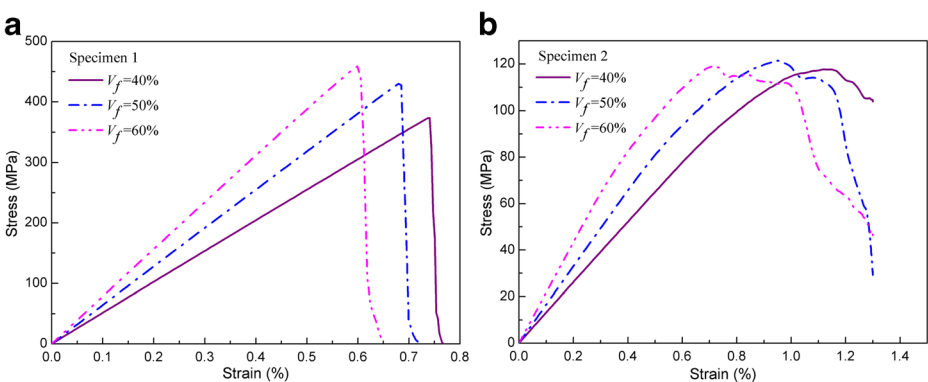 a
500
400
300
200
100
0
Stress (MPa)
Specimen 1
Vf=40%
Vf=50%
Vf=60%
0.0 0.1 0.2 0.3 0.4 0.5 0.6 0.7 0.8
Strain (%)
b
120
100
80
60
40
20
0
Stress (MPa)
Specimen 2
Vf=40%
Vf=50%
Vf=60%
0.0 0.2 0.4 0.6 0.8 1.0 1.2 1.4
Strain (%)